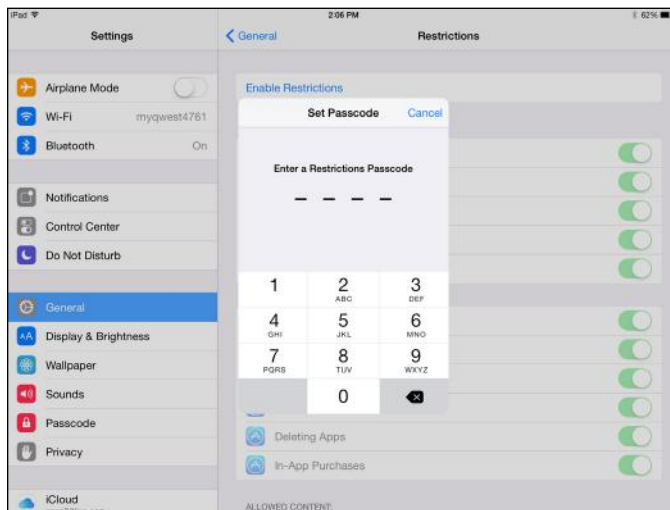 iPad 2:06 PM 62%
Settings
General Restrictions
Airplane Mode
Wi-Fi myqwest4761
Bluetooth On
Notifications
Control Center
Do Not Disturb
General
Display & Brightness
Wallpaper
Sounds
Passcode
Privacy
iCloud
Enable Restrictions
Set Passcode Cancel
Enter a Restrictions Passcode
1 2 3
ABC DEF
4 5 6
GHI JKL MNO
7 8 9
PQRS TUV WXYZ
0
Deleting Apps
In-App Purchases
ALLOWED CONTENT: